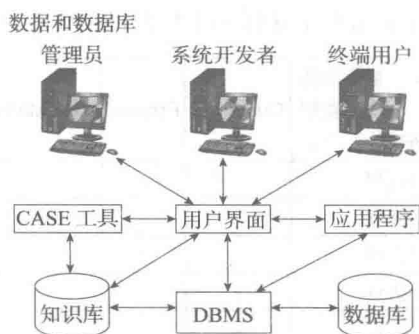 数据和数据库
管理员
系统开发者
终端用户
CASE 工具
用户界面
应用程序
知识库
DBMS
数据库